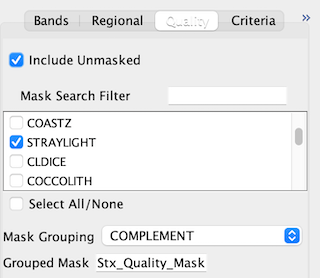 Bands Regional Quality Criteria »
Include Unmasked
Mask Search Filter
COASTZ
STRAYLIGHT
CLDICE
COCCOLITH
Select All/None
Mask Grouping COMPLEMENT
Grouped Mask Stx_Quality_Mask